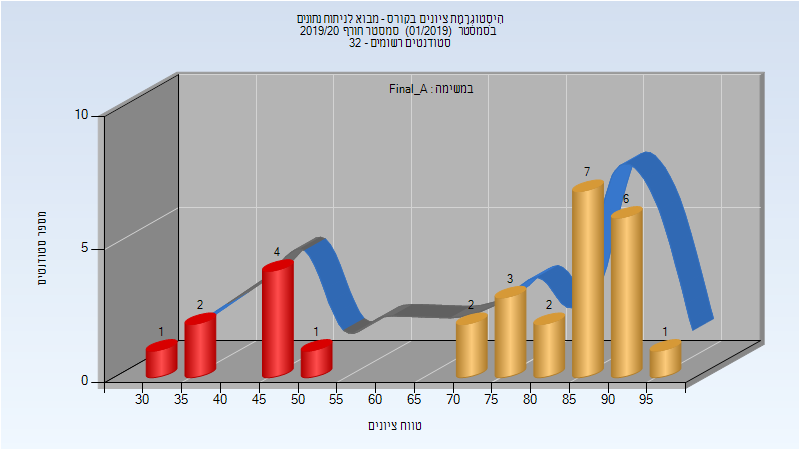 היסטוגרמת ציונים בקורס - מבוא לניתוח נתונים
בסמסטר (01/2019) סמסטר חורף 2019/20
סטודנטים רשומים - 32
במשימה : Final_A
10
5
0
מספר סטודנטים
1
2
4
1
2
3
2
7
6
1
30 35 40 45 50 55 60 65 70 75 80 85 90 95
טווח ציונים